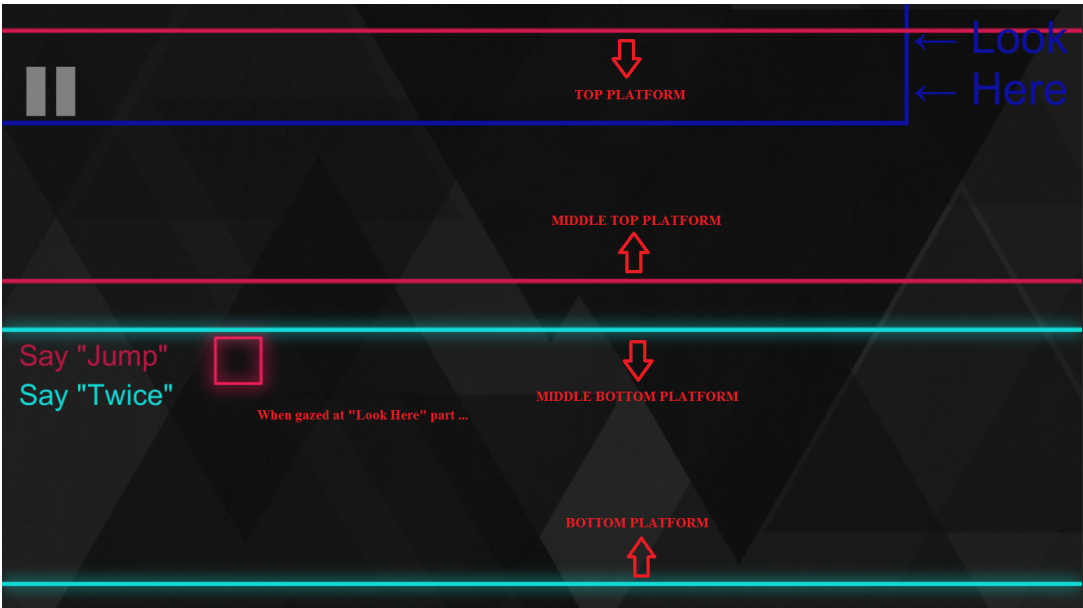 ← Look
← Here
TOP PLATFORM
MIDDLE TOP PLATFORM
Say "Jump"
Say "Twice"
MIDDLE BOTTOM PLATFORM
When gazed at "Look Here" part ...
BOTTOM PLATFORM